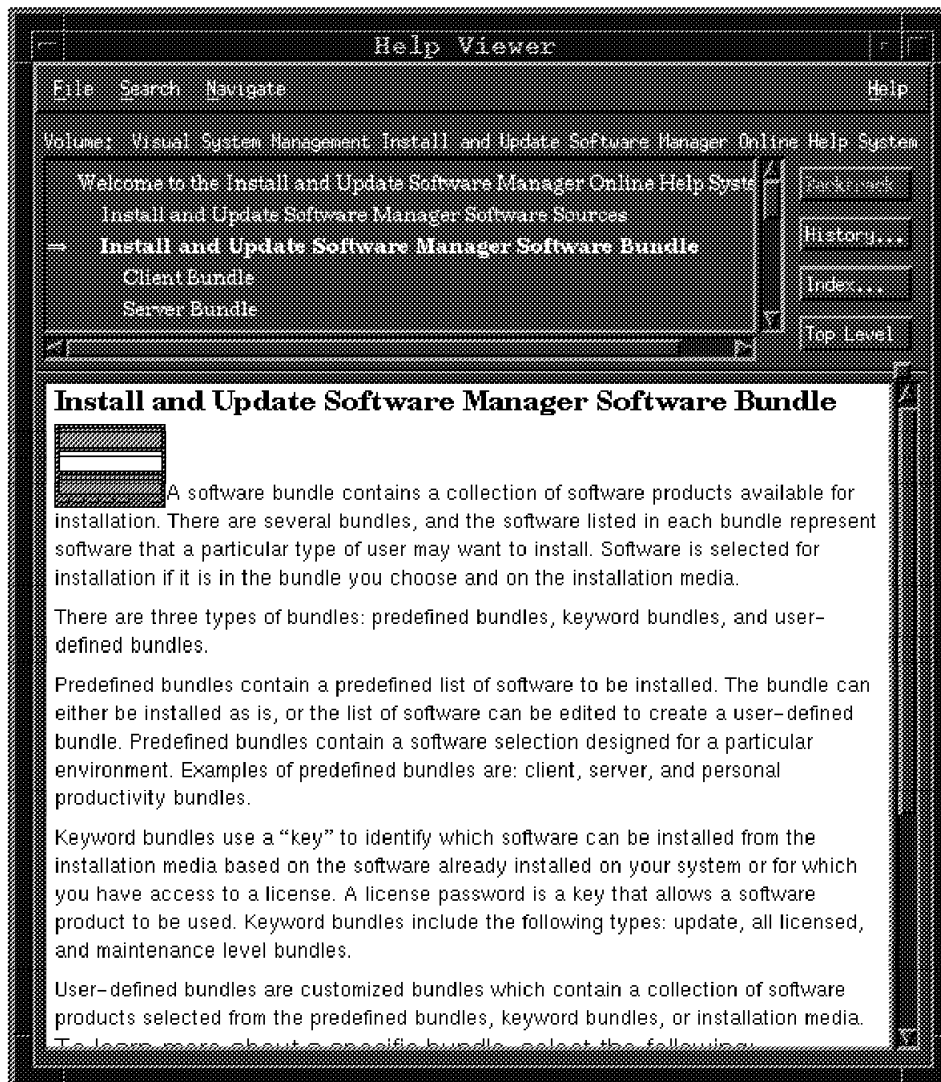 Help Viewer
File Search Navigate Help
Volume: Visual System Management Install and Update Software Manager Online Help System
Welcome to the Install and Update Software Manager Online Help Syste
Backtrack
Install and Update Software Manager Software Sources
⇒ Install and Update Software Manager Software Bundle
History...
Client Bundle
Index...
Server Bundle
Top Level
Install and Update Software Manager Software Bundle
A software bundle contains a collection of software products available for
installation. There are several bundles, and the software listed in each bundle represent
software that a particular type of user may want to install. Software is selected for
installation if it is in the bundle you choose and on the installation media.
There are three types of bundles: predefined bundles, keyword bundles, and user-
defined bundles.
Predefined bundles contain a predefined list of software to be installed. The bundle can
either be installed as is, or the list of software can be edited to create a user-defined
bundle. Predefined bundles contain a software selection designed for a particular
environment. Examples of predefined bundles are: client, server, and personal
productivity bundles.
Keyword bundles use a “key” to identify which software can be installed from the
installation media based on the software already installed on your system or for which
you have access to a license. A license password is a key that allows a software
product to be used. Keyword bundles include the following types: update, all licensed,
and maintenance level bundles.
User-defined bundles are customized bundles which contain a collection of software
products selected from the predefined bundles, keyword bundles, or installation media.
To learn more about a specific bundle, select the following: